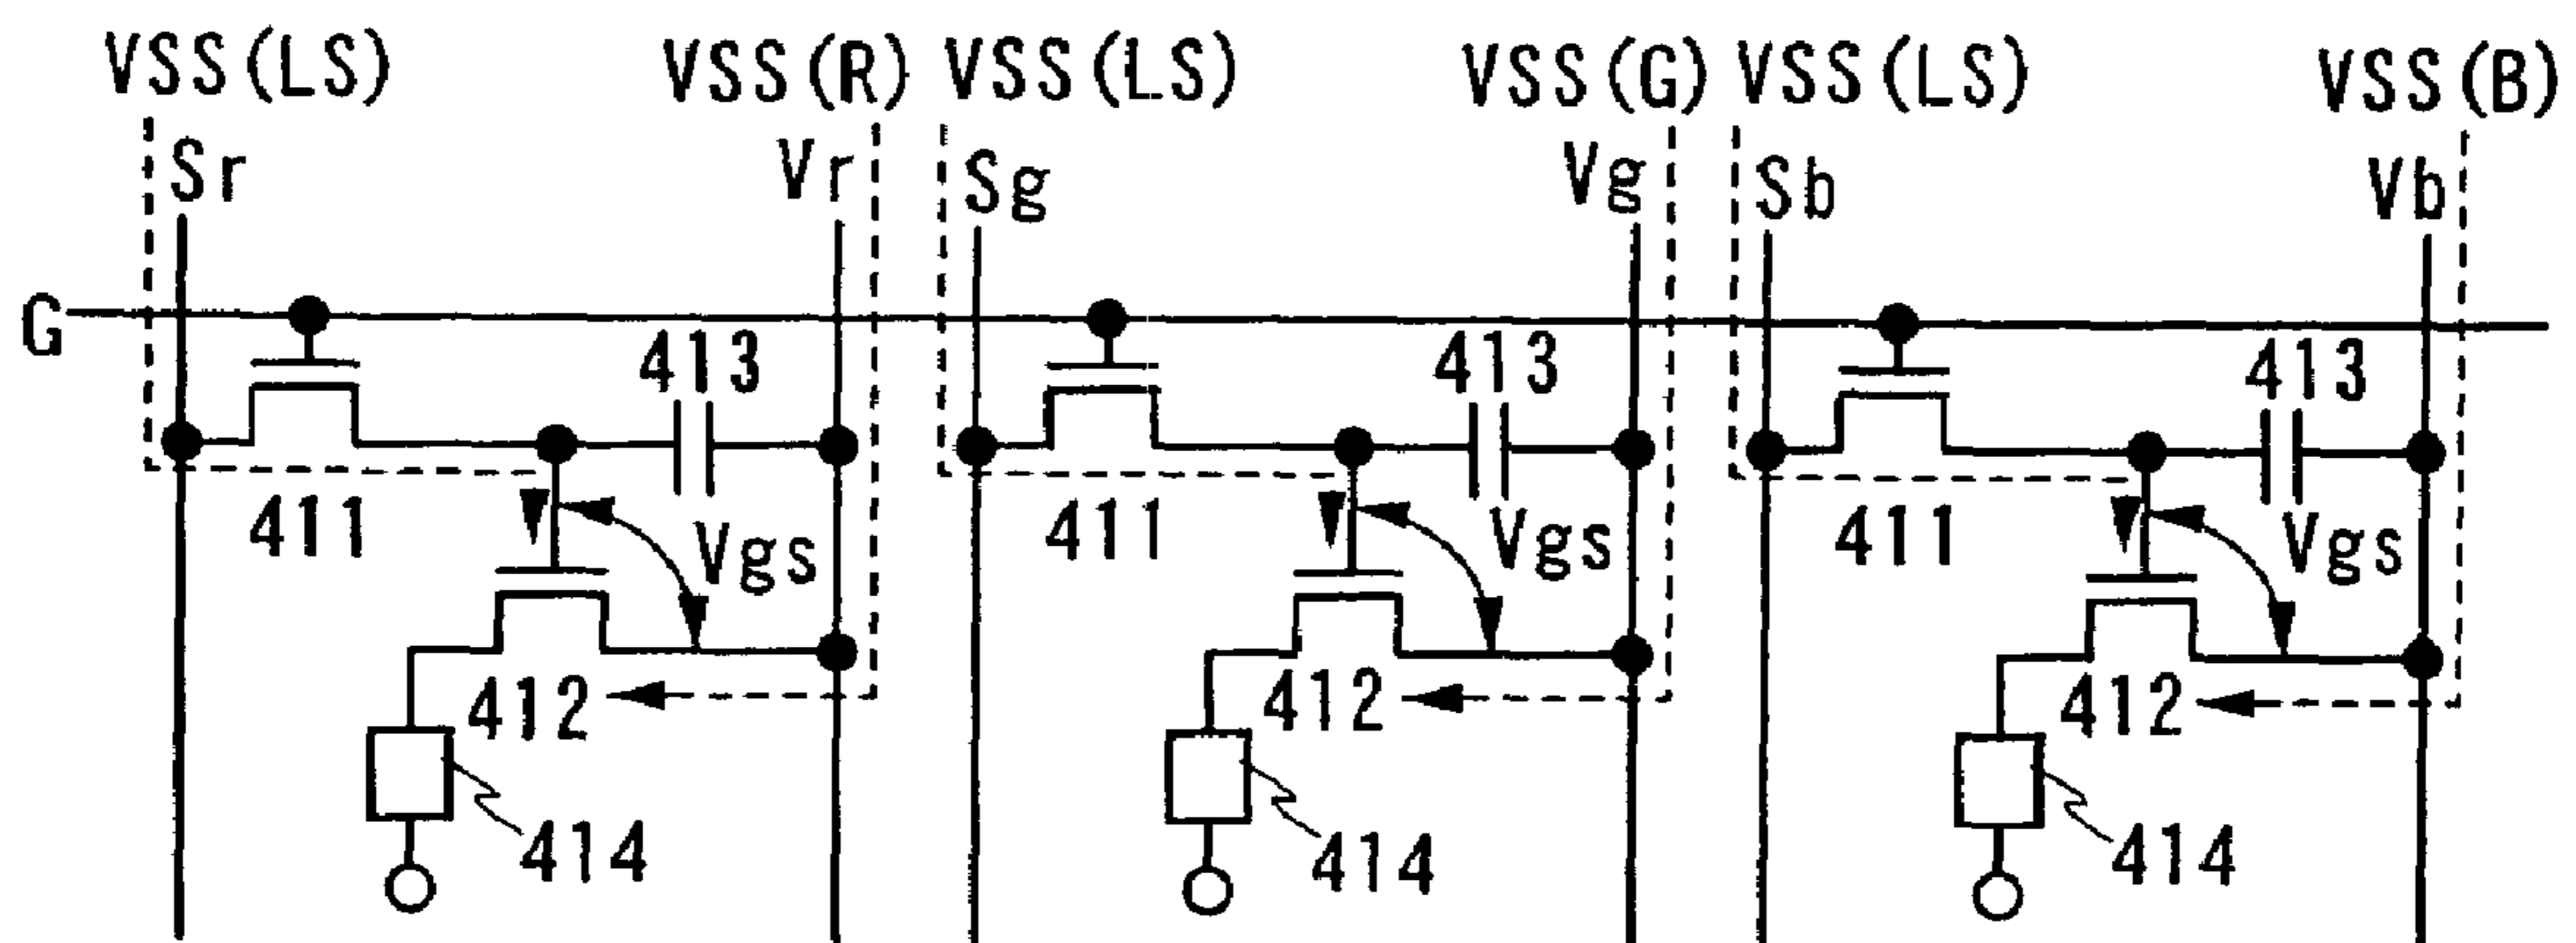 VSS(LS) VSS(R) VSS(LS) VSS(G) VSS(LS) VSS(B)
Sr Vr Sg Vg Sb Vb
G
413 413 413
411 Vgs 411 Vgs 411 Vgs
412 412 412
414 414 414